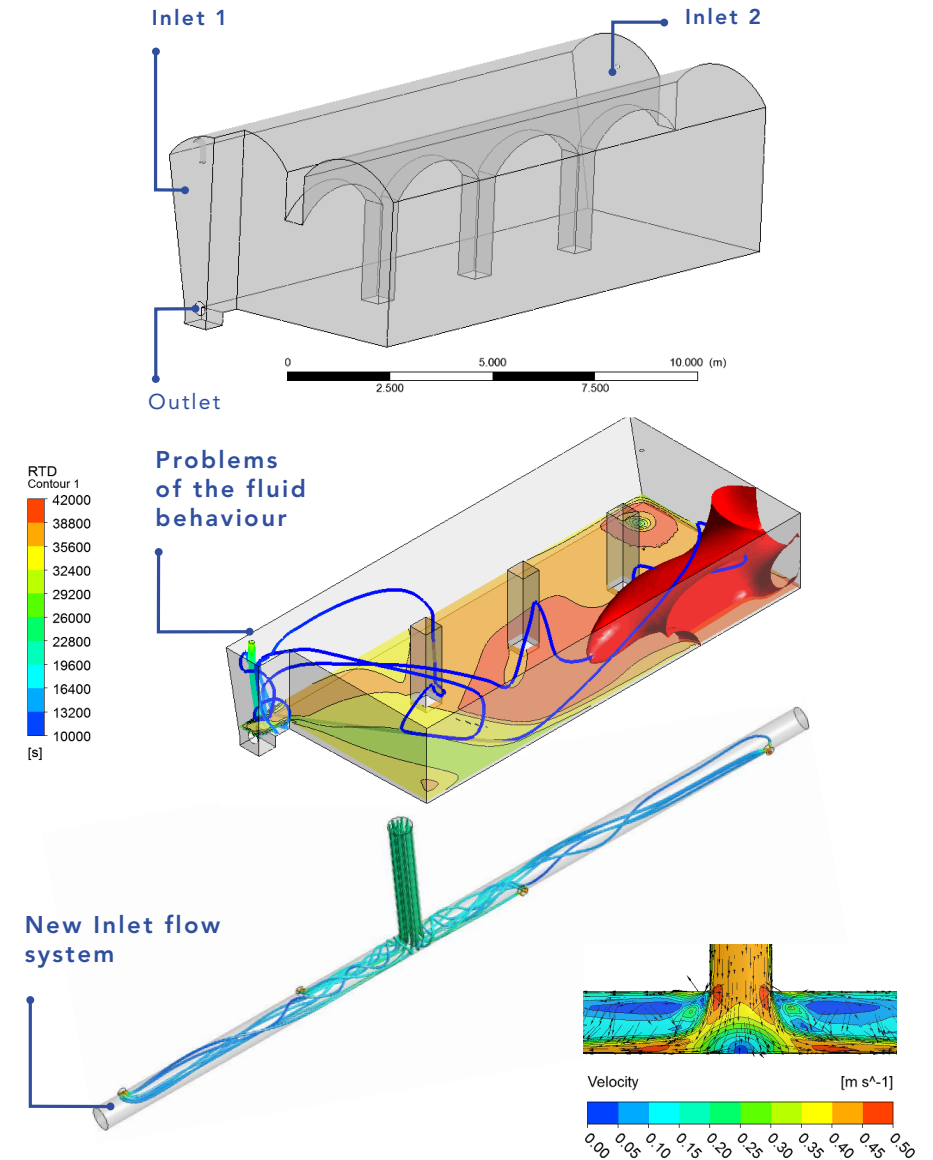 Inlet 1
Inlet 2
0 5.000 10.000 (m)
2.500 7.500
Outlet
Problems
of the fluid
behaviour
RTD
Contour 1
42000
38800
35600
32400
29200
26000
22800
19600
16400
13200
10000
[s]
New Inlet flow
system
Velocity [m s^-1]
0.00 0.05 0.10 0.15 0.20 0.25 0.30 0.35 0.40 0.45 0.50